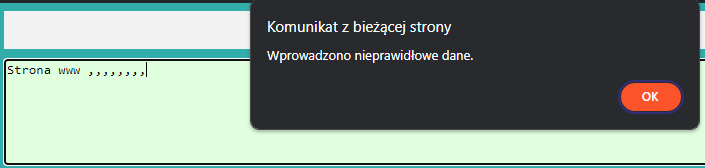 Komunikat z bieżącej strony
Wprowadzono nieprawidłowe dane.
OK
Strona www ,,,,,,,,